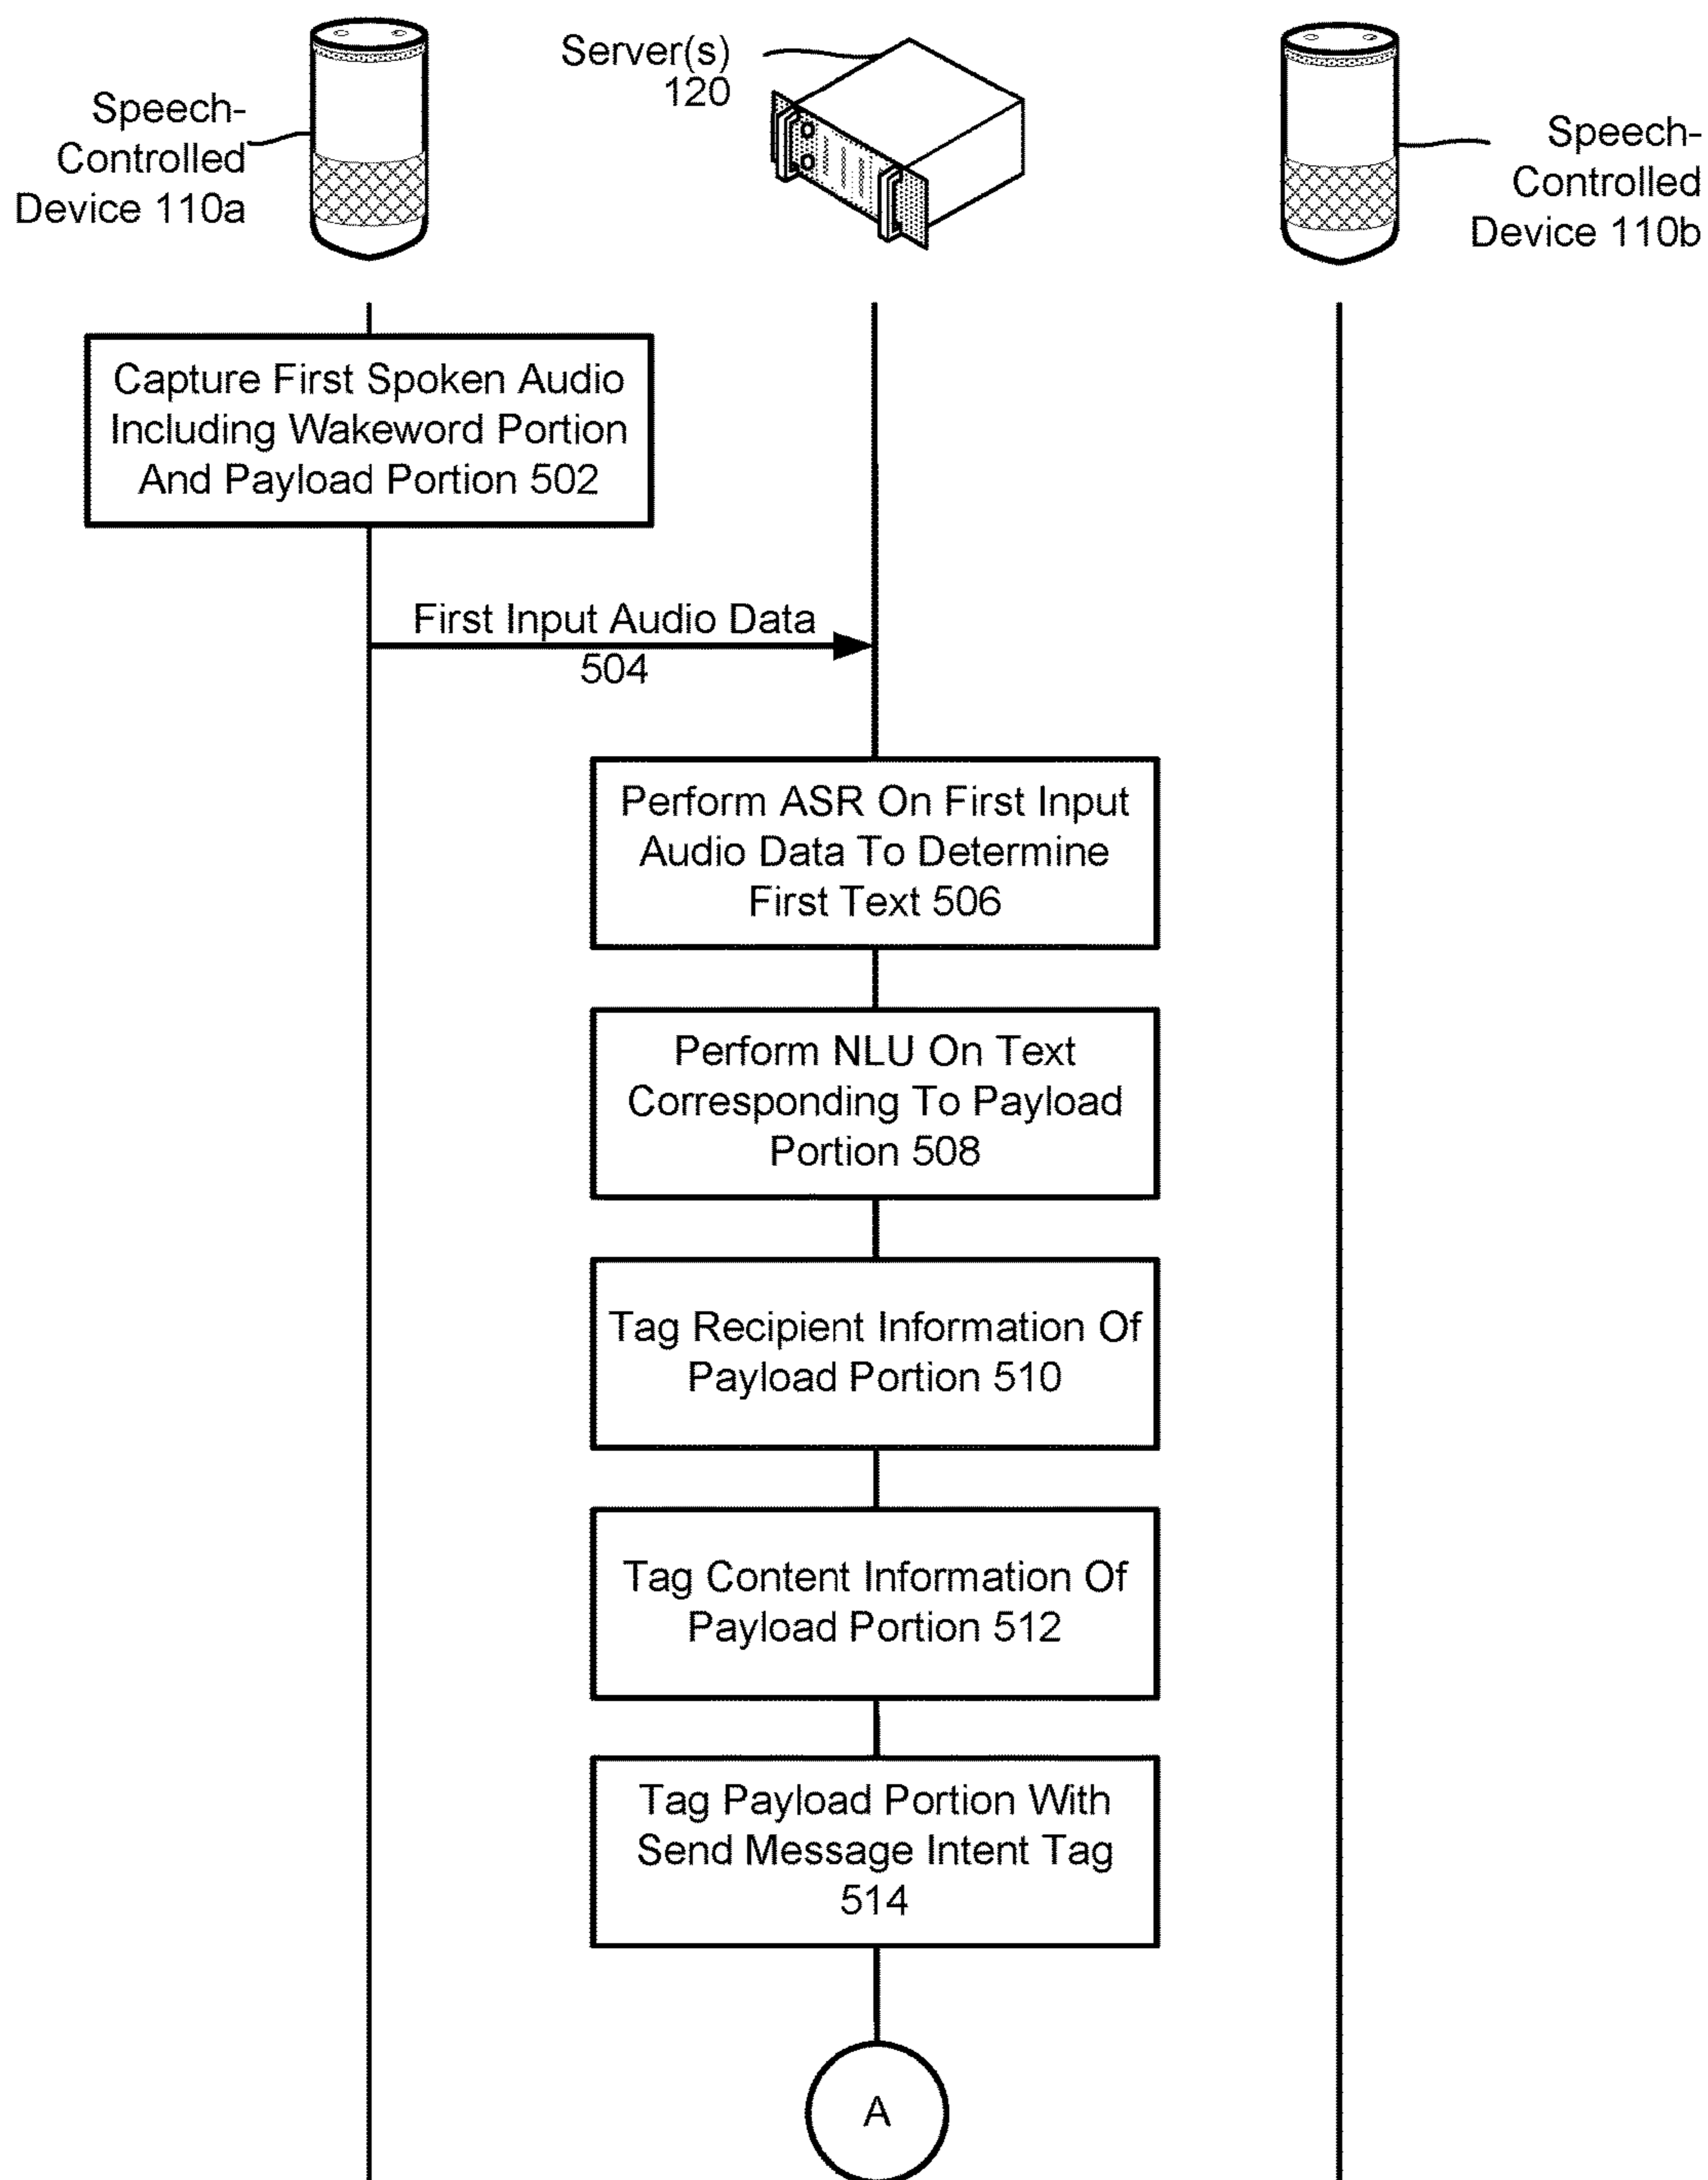 Speech-
Controlled
Device 110a
Server(s)
120
Speech-
Controlled
Device 110b
Capture First Spoken Audio
Including Wakeword Portion
And Payload Portion 502
First Input Audio Data
504
Perform ASR On First Input
Audio Data To Determine
First Text 506
Perform NLU On Text
Corresponding To Payload
Portion 508
Tag Recipient Information Of
Payload Portion 510
Tag Content Information Of
Payload Portion 512
Tag Payload Portion With
Send Message Intent Tag
514
A